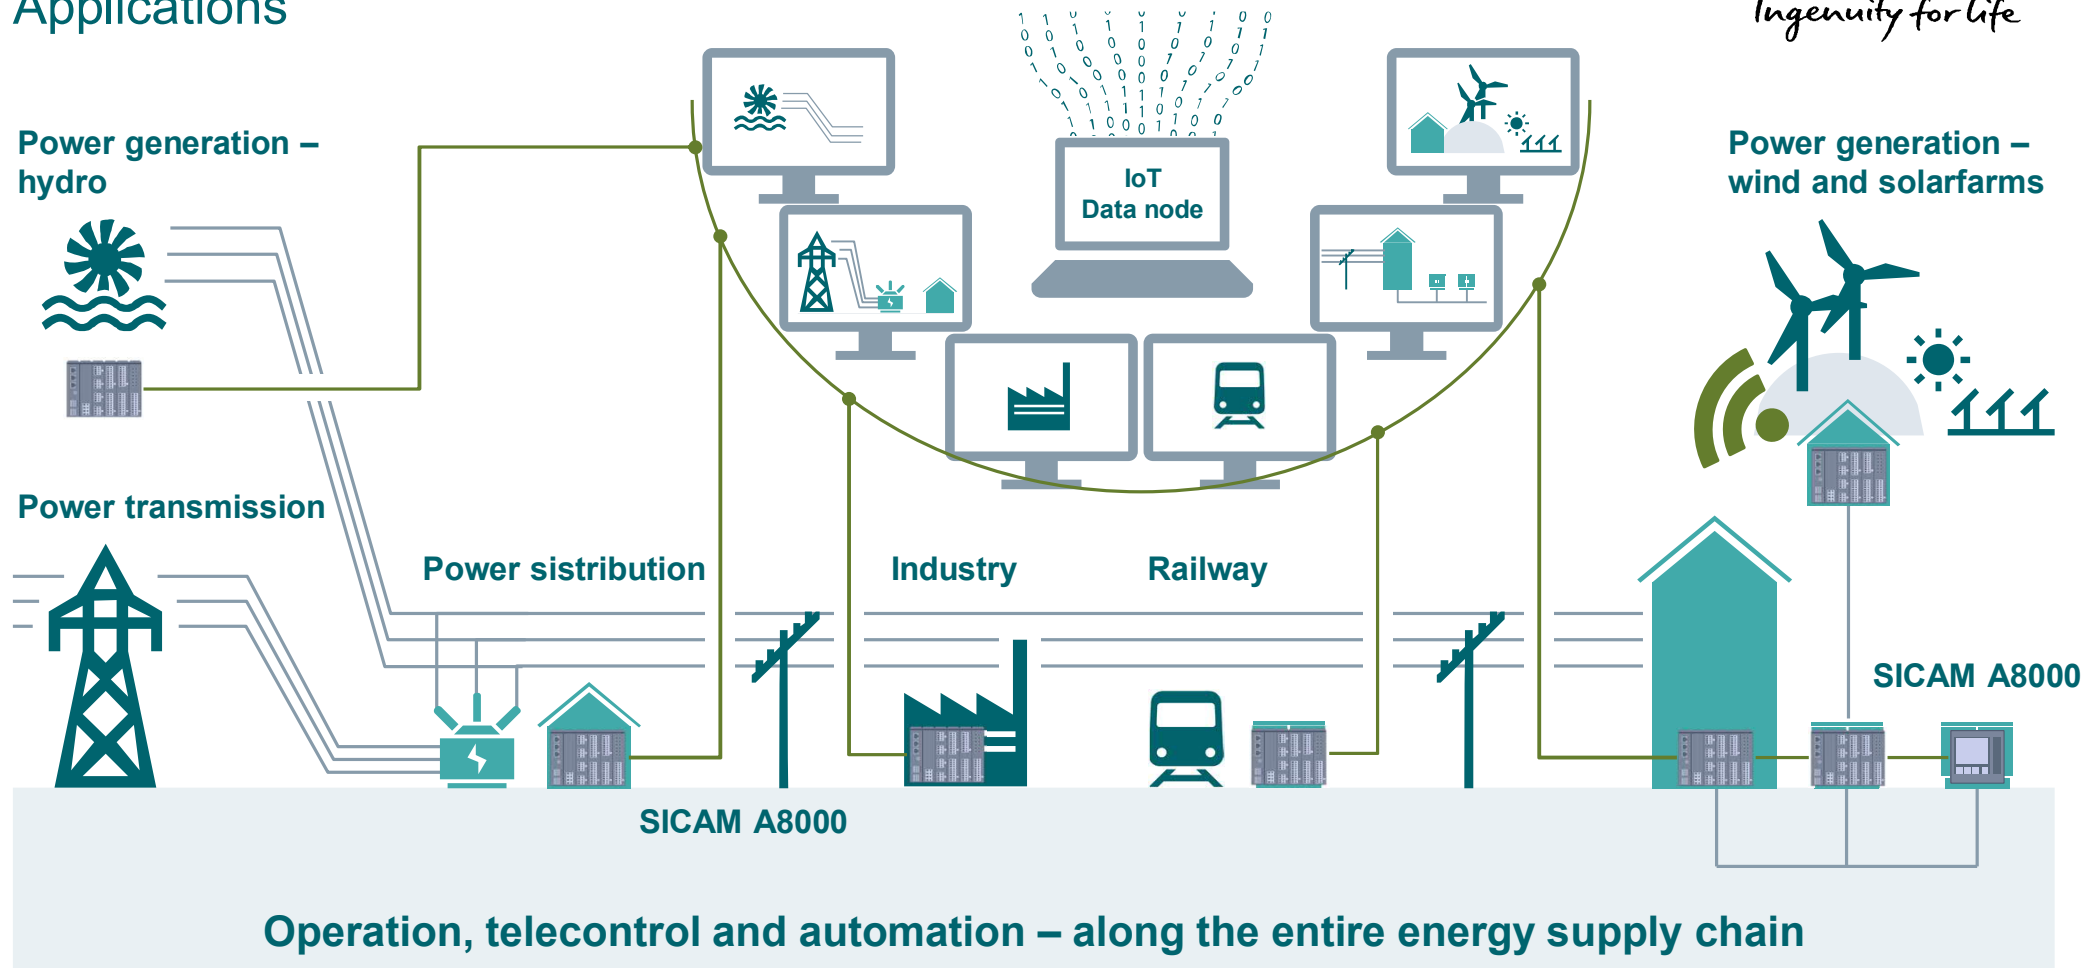 Applications
Ingenuity for life
Power generation –
hydro
IoT
Data node
Power generation –
wind and solarfarms
Power transmission
Power sistribution
Industry
Railway
SICAM A8000
SICAM A8000
Operation, telecontrol and automation – along the entire energy supply chain